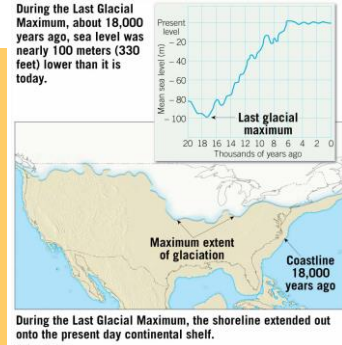 During the Last Glacial
Maximum, about 18,000
years ago, sea level was
nearly 100 meters (330
feet) lower than it is
today.
Present
level
– 20
– 40
– 60
– 80
– 100
Mean sea level (m)
Last glacial
maximum
20 18 16 14 12 10 8 6 4 2 0
Thousands of years ago
Maximum extent
of glaciation
Coastline
18,000
years ago
During the Last Glacial Maximum, the shoreline extended out
onto the present day continental shelf.